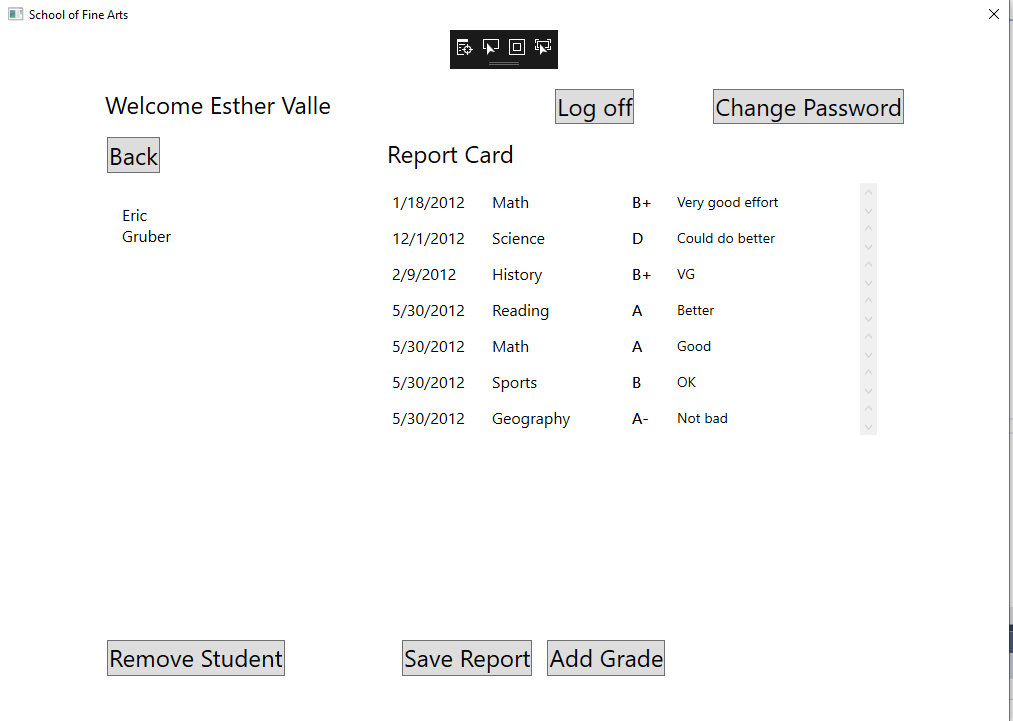 School of Fine Arts
Welcome Esther Valle
Log off
Change Password
Back
Report Card
Eric
Gruber
1/18/2012 Math B+ Very good effort
12/1/2012 Science D Could do better
2/9/2012 History B+ VG
5/30/2012 Reading A Better
5/30/2012 Math A Good
5/30/2012 Sports B OK
5/30/2012 Geography A- Not bad
Remove Student
Save Report
Add Grade